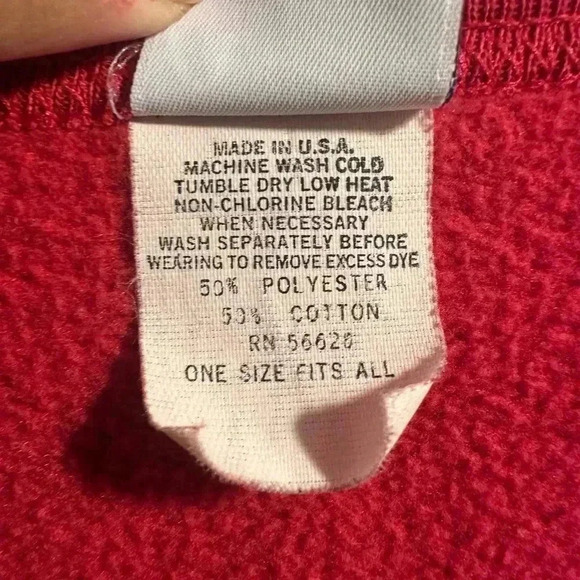 MADE IN U.S.A.
MACHINE WASH COLD
TUMBLE DRY LOW HEAT
NON-CHLORINE BLEACH
WHEN NECESSARY
WASH SEPARATELY BEFORE
WEARING TO REMOVE EXCESS DYE
50% POLYESTER
50% COTTON
RN 56628
ONE SIZE FITS ALL